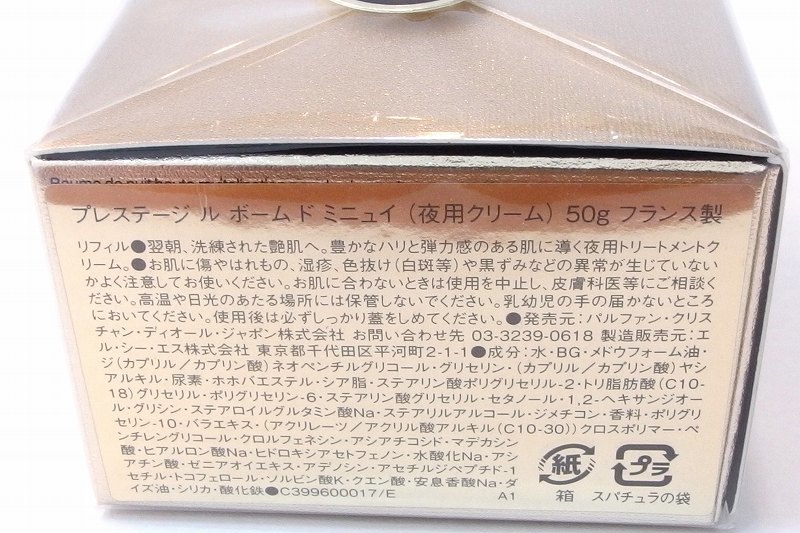 プレステージ ル ボーム ド ミニュイ (夜用クリーム) 50g フランス製
リフィル●翌朝、洗練された艶肌へ。豊かなハリと弾力感のある肌に導く夜用トリートメントク
リーム。●お肌に傷やはれもの、湿疹、色抜け(白斑等)や黒ずみなどの異常が生じていない
かよく注意してお使いください。お肌に合わないときは使用を中止し、皮膚科医等にご相談く
ださい。高温や日光のあたる場所には保管しないでください。乳幼児の手の届かないところ
においてください。使用後は必ずしっかり蓋をしめてください。●発売元:パルファン・クリス
チャン・ディオール・ジャポン株式会社 お問い合わせ先 03-3239-0618 製造販売元:エ
ル・シー・エス株式会社 東京都千代田区平河町2-1-1●成分:水・BG・メドウフォーム油・
ジ(カプリル/カプリン酸)ネオペンチルグリコール・グリセリン・(カプリル/カプリン酸)ヤシ
アルキル・尿素・ホホバエステル・シア脂・ステアリン酸ポリグリセリル-2・トリ脂肪酸(C10-
18)グリセリル・ポリグリセリン-6・ステアリン酸グリセリル・セタノール・1,2-ヘキサンジオー
ル・グリシン・ステアロイルグルタミン酸Na・ステアリルアルコール・ジメチコン・香料・ポリグリ
セリン-10・バラエキス・(アクリレーツ/アクリル酸アルキル(C10-30))クロスポリマー・ペ
ンチレングリコール・クロルフェネシン・アシアチコシド・マデカシン
酸・ヒアルロン酸Na・ヒドロキシアセトフェノン・水酸化Na・アシ
アチン酸・ゼニアオイエキス・アデノシン・アセチルジペプチド-1
セチル・トコフェロール・ソルビン酸K・クエン酸・安息香酸Na・ダ
イズ油・シリカ・酸化鉄●C399600017/E A1
紙 プラ
箱 スパチュラの袋